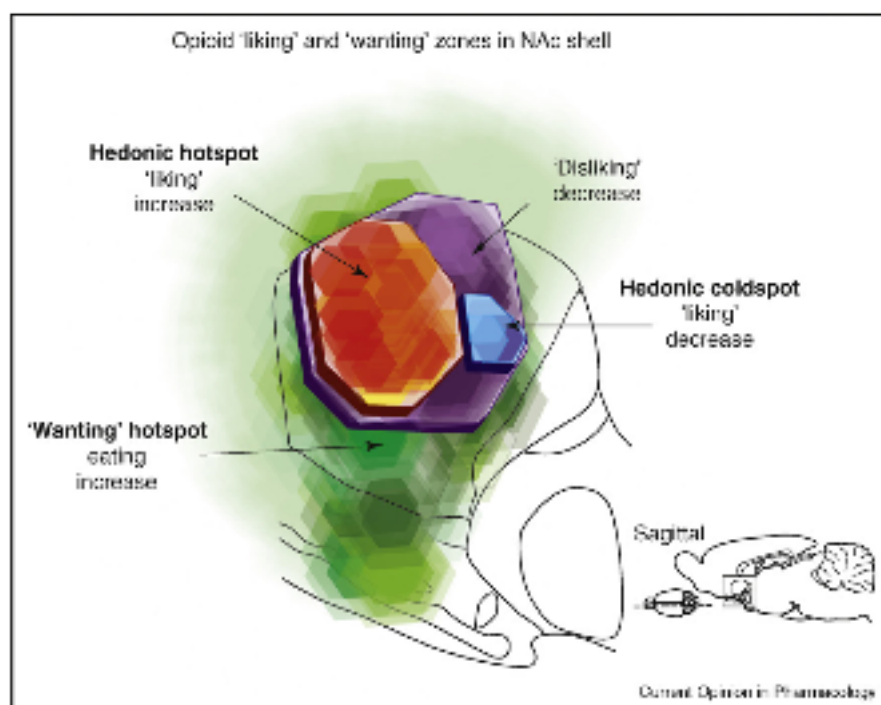 Opioid 'liking' and 'wanting' zones in NAc shell
Hedonic hotspot
'liking'
increase
'Disliking'
decrease
Hedonic coldspot
'liking'
decrease
'Wanting' hotspot
eating
increase
Sagittal
Current Opinion in Pharmacology